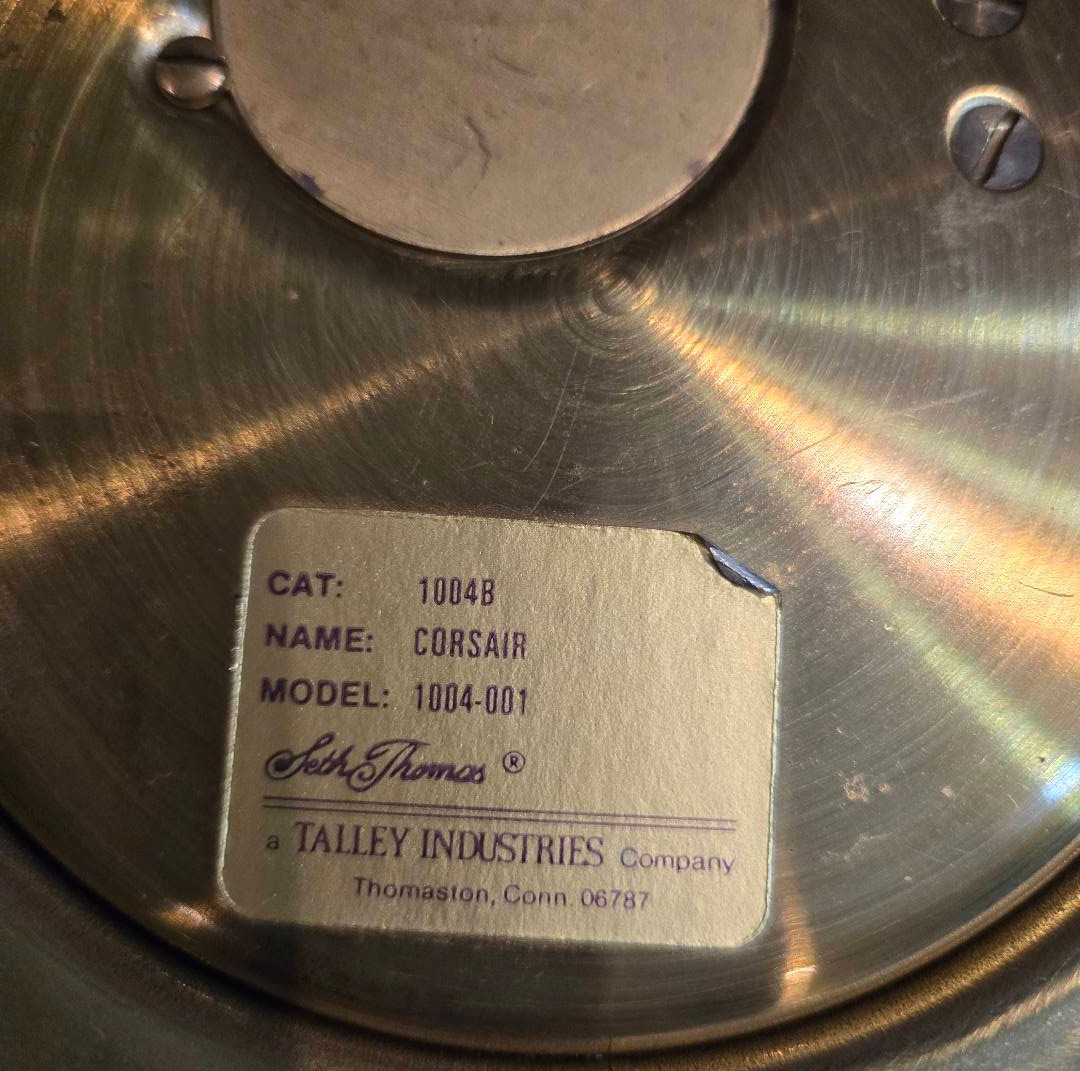 CAT: 1004B
NAME: CORSAIR
MODEL: 1004-001
Seth Thomas ®
a TALLEY INDUSTRIES Company
Thomaston, Conn. 06787